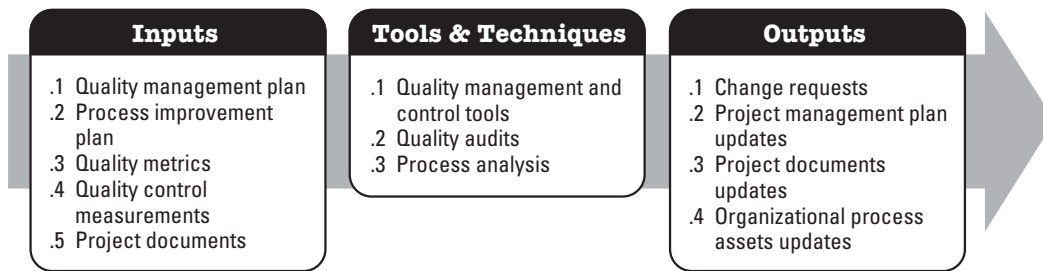 Inputs
.1 Quality management plan
.2 Process improvement
plan
.3 Quality metrics
.4 Quality control
measurements
.5 Project documents
Tools & Techniques
.1 Quality management and
control tools
.2 Quality audits
.3 Process analysis
Outputs
.1 Change requests
.2 Project management plan
updates
.3 Project documents
updates
.4 Organizational process
assets updates